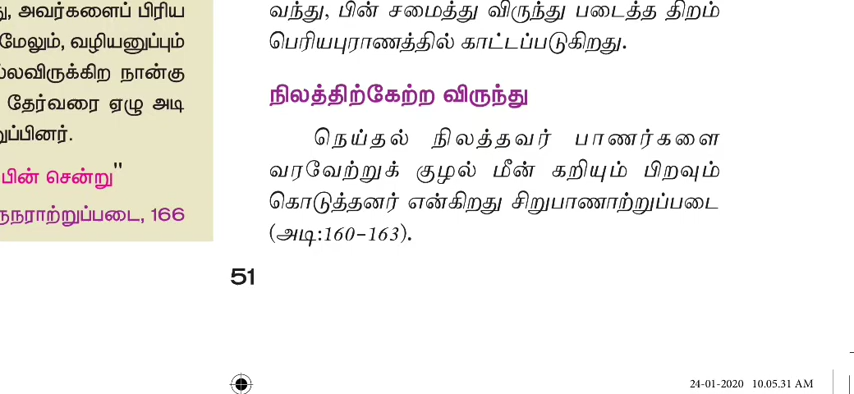 து, அவர்களைப் பிரிய
மேலும், வழியனுப்பும்
ல்லவிருக்கிற நான்கு
தேர்வரை ஏழு அடி
றுப்பினர்.
பின் சென்று"
ருநராற்றுப்படை, 166
வந்து, பின் சமைத்து விருந்து படைத்த திறம்
பெரியபுராணத்தில் காட்டப்படுகிறது.
நிலத்திற்கேற்ற விருந்து
நெய்தல் நிலத்தவர் பாணர்களை
வரவேற்றுக் குழல் மீன் கறியும் பிறவும்
கொடுத்தனர் என்கிறது சிறுபாணாற்றுப்படை
(அடி:160-163).
51
24-01-2020 10.05.31 AM